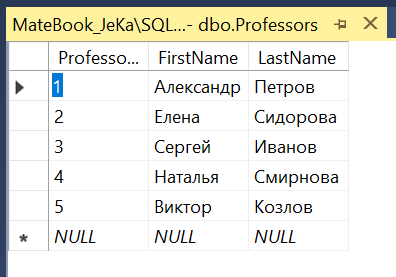 MateBook_JeKa\SQL...- dbo.Professors
Professo... FirstName LastName
1 Александр Петров
2 Елена Сидорова
3 Сергей Иванов
4 Наталья Смирнова
5 Виктор Козлов
NULL NULL NULL